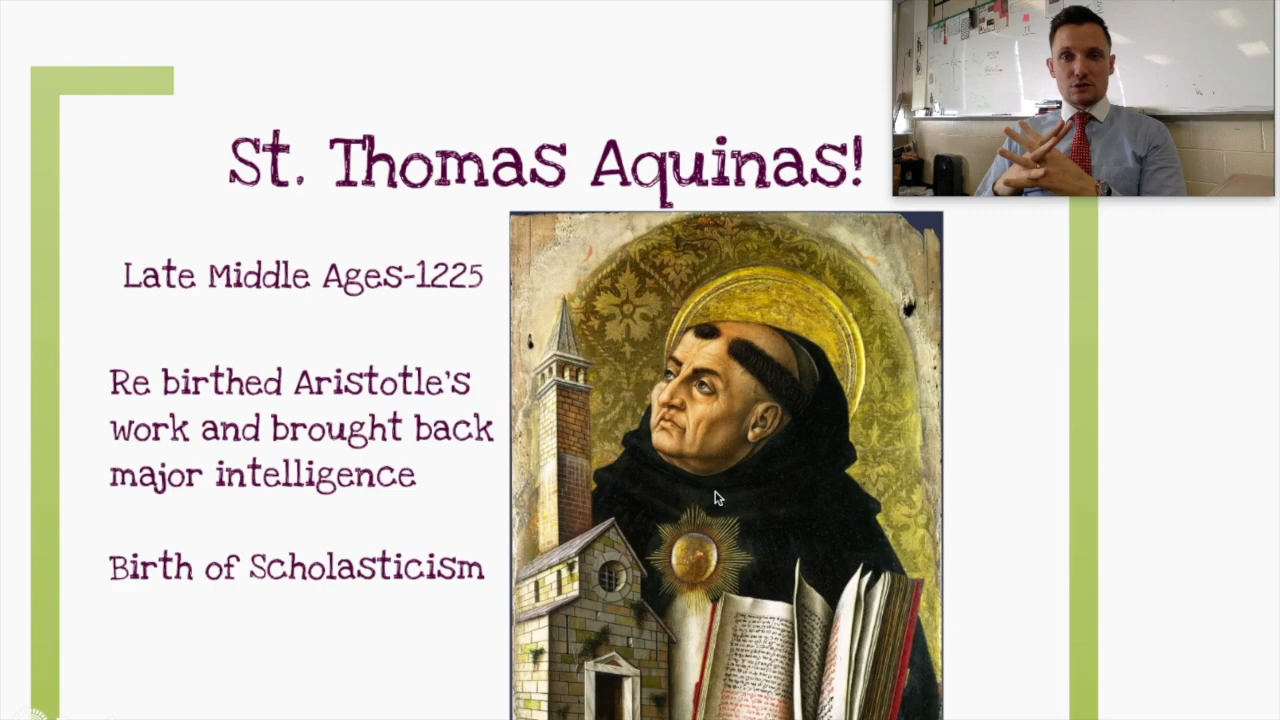 St. Thomas Aquinas!
Late Middle Ages-1225
Re birthed Aristotle's
work and brought back
major intelligence
Birth of Scholasticism